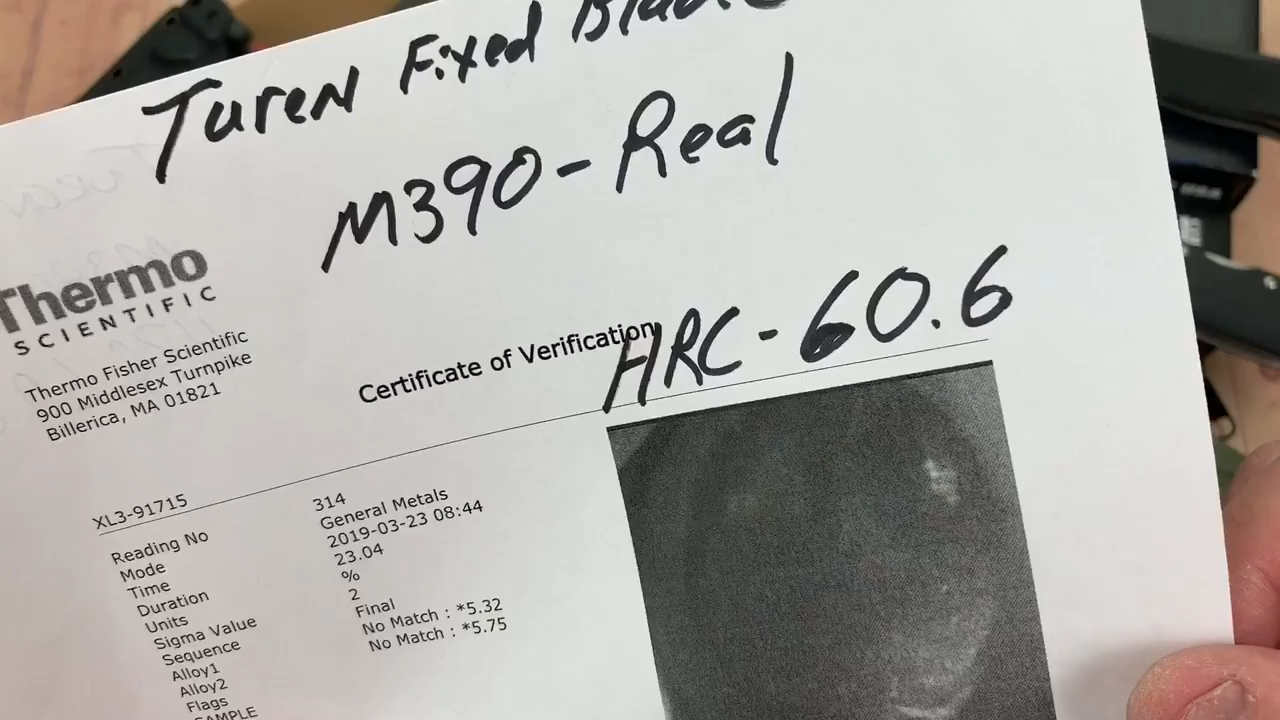 Turen Fixed Blade
M390-Real
HRC-60.6
Thermo
SCIENTIFIC
Thermo Fisher Scientific
900 Middlesex Turnpike
Billerica, MA 01821
Certificate of Verification
XL3-91715
Reading No 314
Mode General Metals
Time 2019-03-23 08:44
Duration 23.04
Units %
Sigma Value 2
Sequence Final
Alloy1 No Match : *5.32
Alloy2 No Match : *5.75
Flags
SAMPLE